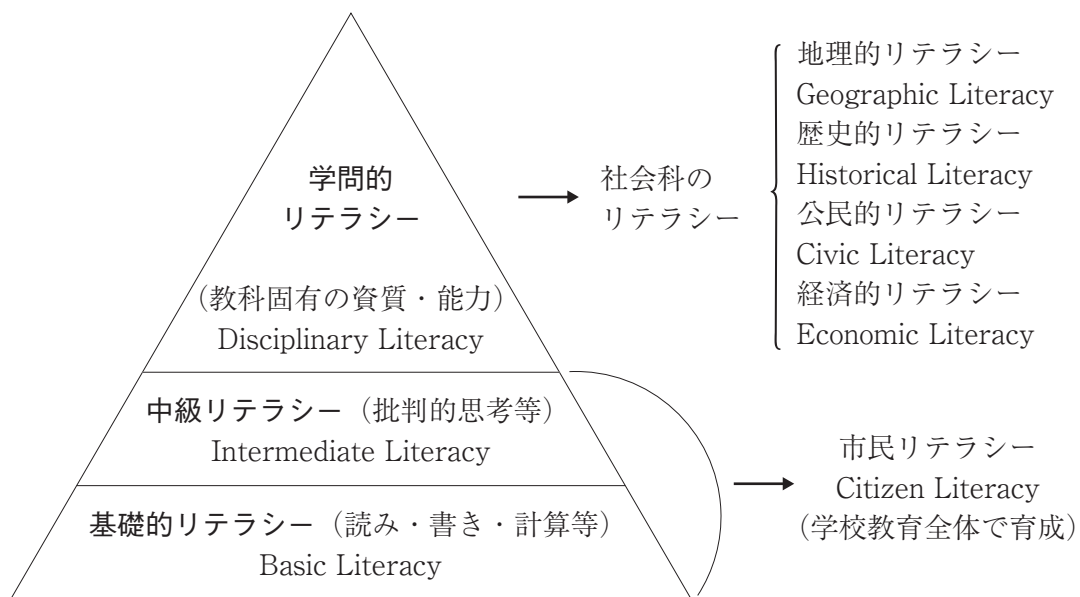 学問的
リテラシー
(教科固有の資質・能力)
Disciplinary Literacy
中級リテラシー(批判的思考等)
Intermediate Literacy
基礎的リテラシー(読み・書き・計算等)
Basic Literacy
社会科の
リテラシー
地理的リテラシー
Geographic Literacy
歴史的リテラシー
Historical Literacy
公民的リテラシー
Civic Literacy
経済的リテラシー
Economic Literacy
市民リテラシー
Citizen Literacy
(学校教育全体で育成)